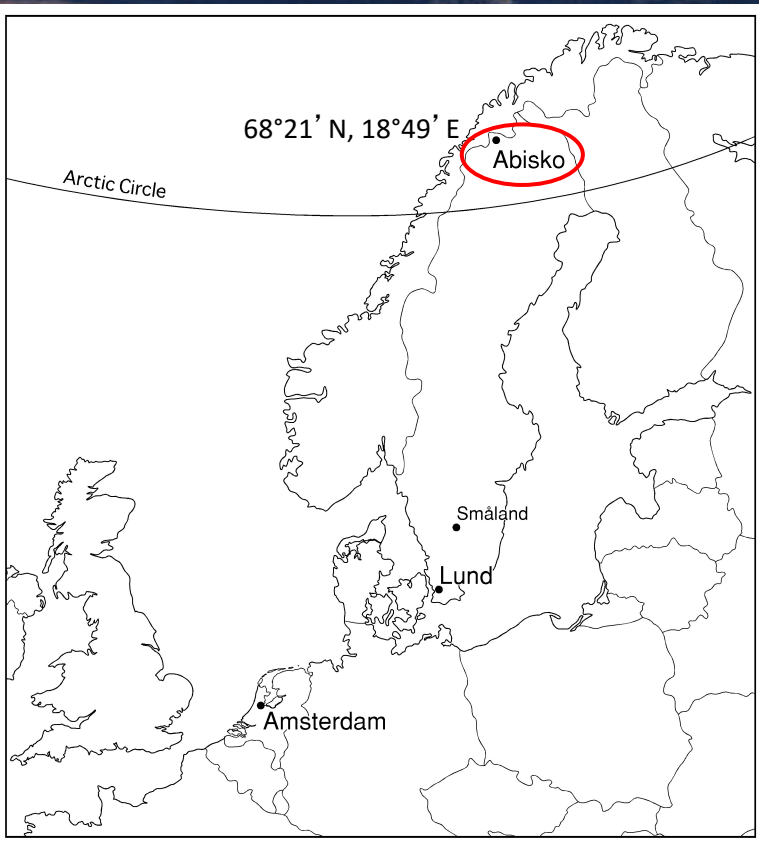 68°21’ N, 18°49’ E
Abisko
Arctic Circle
Småland
Lund
Amsterdam